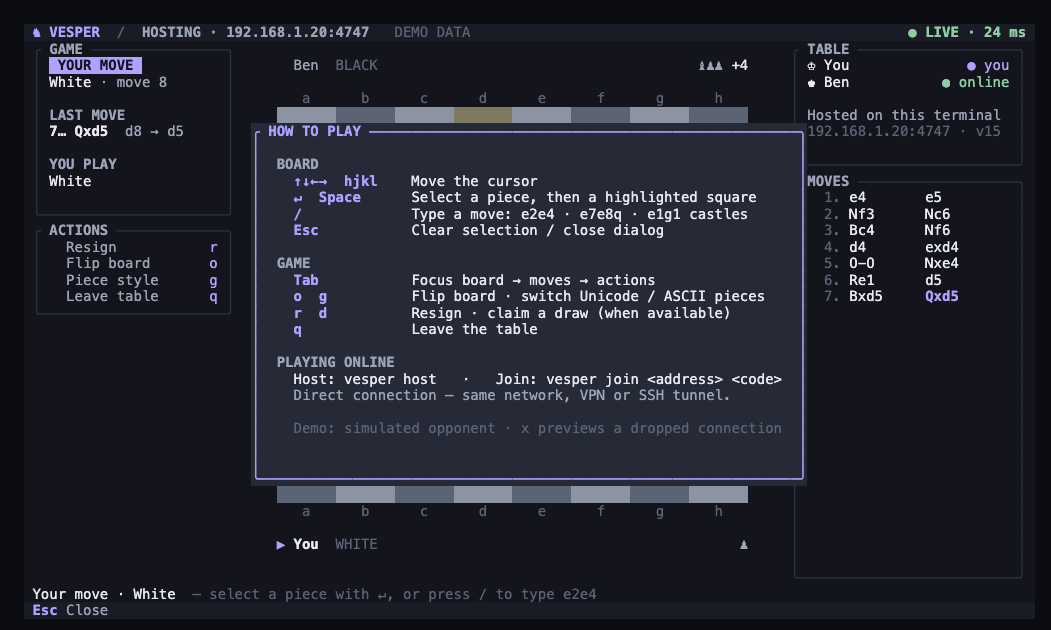 ♞ VESPER / HOSTING · 192.168.1.20:4747 DEMO DATA ● LIVE · 24 ms
GAME
YOUR MOVE
White · move 8
LAST MOVE
7… Qxd5 d8 → d5
YOU PLAY
White
ACTIONS
Resign r
Flip board o
Piece style g
Leave table q
Ben BLACK ♝♟♟ +4
a b c d e f g h
HOW TO PLAY
BOARD
↑↓←→ hjkl Move the cursor
↵ Space Select a piece, then a highlighted square
/ Type a move: e2e4 · e7e8q · e1g1 castles
Esc Clear selection / close dialog
GAME
Tab Focus board → moves → actions
o g Flip board · switch Unicode / ASCII pieces
r d Resign · claim a draw (when available)
q Leave the table
PLAYING ONLINE
Host: vesper host · Join: vesper join <address> <code>
Direct connection — same network, VPN or SSH tunnel.
Demo: simulated opponent · x previews a dropped connection
a b c d e f g h
▶ You WHITE ♟
TABLE
♔ You ● you
♚ Ben ● online
Hosted on this terminal
192.168.1.20:4747 · v15
MOVES
1. e4 e5
2. Nf3 Nc6
3. Bc4 Nf6
4. d4 exd4
5. O-O Nxe4
6. Re1 d5
7. Bxd5 Qxd5
Your move · White — select a piece with ↵, or press / to type e2e4
Esc Close